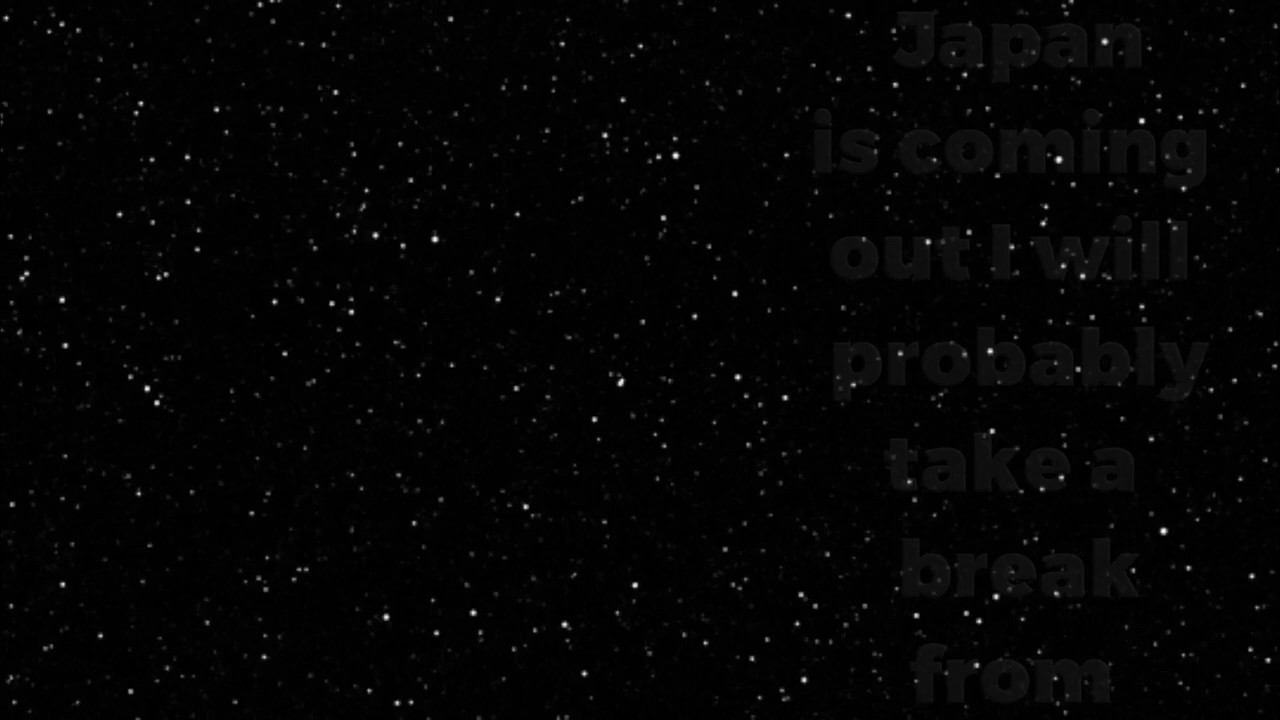 Japan
is coming
out I will
probably
take a
break
from